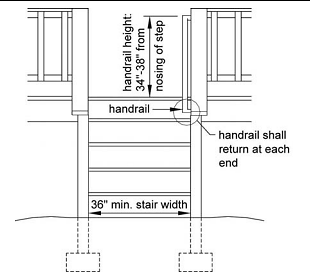 handrail height:
34"-38" from
nosing of step
handrail
handrail shall
return at each
end
36" min. stair width